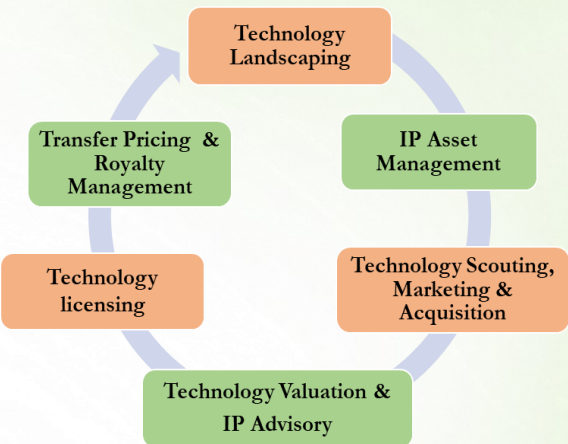 Technology
Landscaping
IP Asset
Management
Technology Scouting,
Marketing &
Acquisition
Technology Valuation &
IP Advisory
Technology
licensing
Transfer Pricing &
Royalty
Management